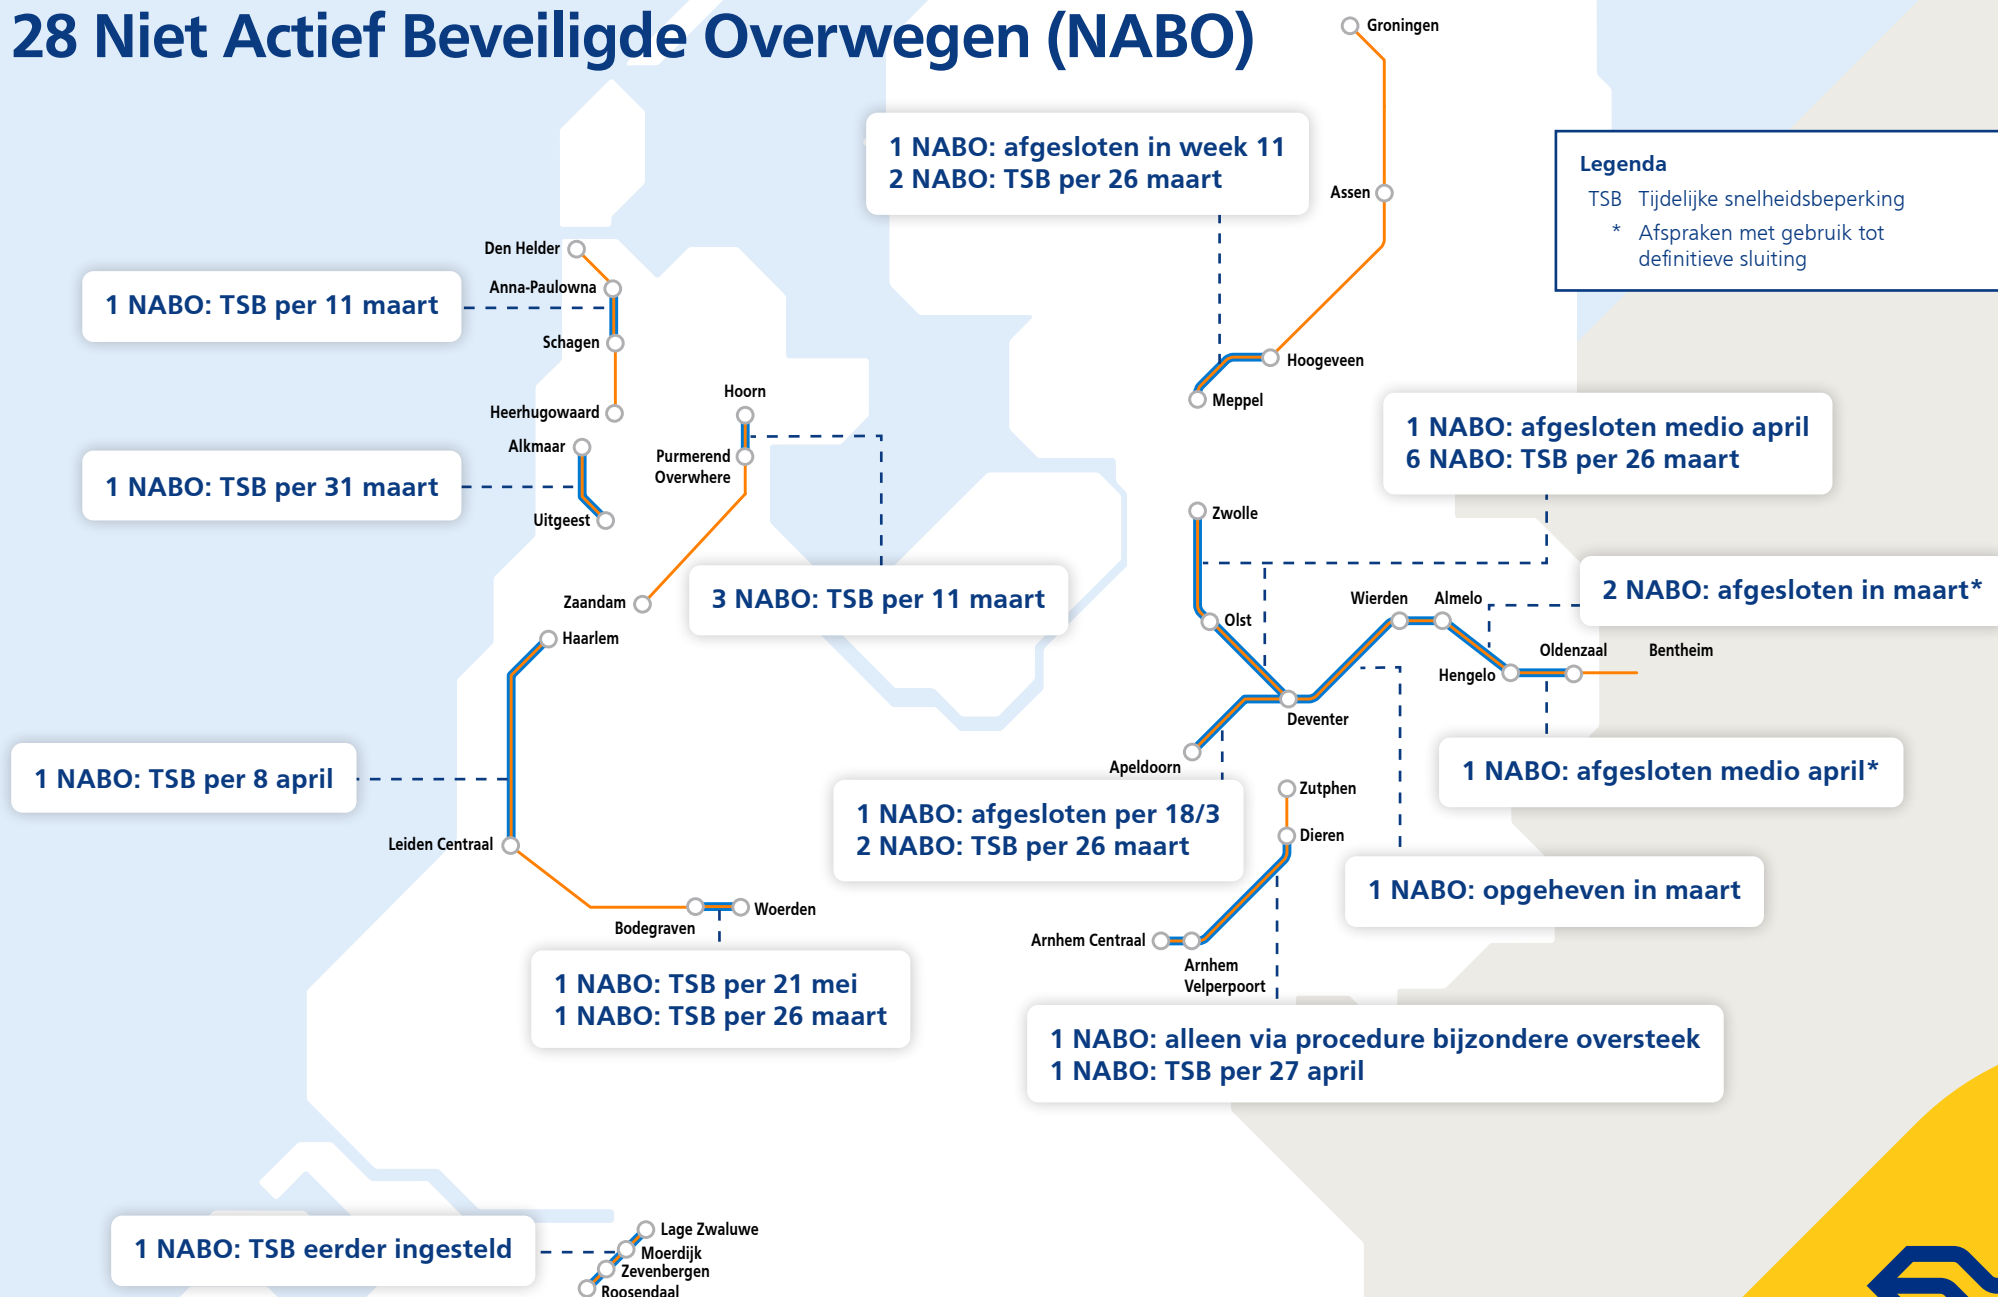 28 Niet Actief Beveiligde Overwegen (NABO)
Groningen
1 NABO: afgesloten in week 11
2 NABO: TSB per 26 maart
Assen
Legenda
TSB Tijdelijke snelheidsbeperking
* Afspraken met gebruik tot
definitieve sluiting
Den Helder
Anna-Paulowna
1 NABO: TSB per 11 maart
Schagen
Hoogeveen
Meppel
Hoorn
Heerhugowaard
Alkmaar
Purmerend
Overwhere
1 NABO: afgesloten medio april
6 NABO: TSB per 26 maart
1 NABO: TSB per 31 maart
Uitgeest
Zwolle
Zaandam
3 NABO: TSB per 11 maart
Wierden
Almelo
2 NABO: afgesloten in maart*
Olst
Haarlem
Oldenzaal
Bentheim
Hengelo
Deventer
Apeldoorn
1 NABO: TSB per 8 april
1 NABO: afgesloten medio april*
Zutphen
1 NABO: afgesloten per 18/3
2 NABO: TSB per 26 maart
Dieren
Leiden Centraal
1 NABO: opgeheven in maart
Woerden
Bodegraven
Arnhem Centraal
Arnhem
Velperpoort
1 NABO: TSB per 21 mei
1 NABO: TSB per 26 maart
1 NABO: alleen via procedure bijzondere oversteek
1 NABO: TSB per 27 april
1 NABO: TSB eerder ingesteld
Lage Zwaluwe
Moerdijk
Zevenbergen
Roosendaal